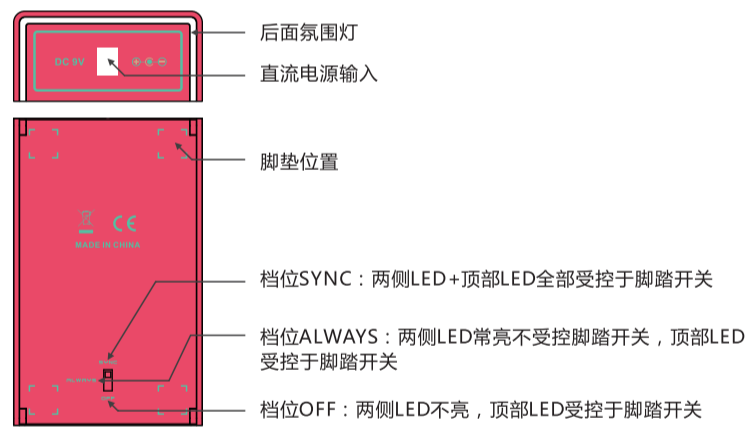 后面氛围灯
DC 9V
直流电源输入
脚垫位置
CE
MADE IN CHINA
档位SYNC：两侧LED+顶部LED全部受控于脚踏开关
档位ALWAYS：两侧LED常亮不受控脚踏开关，顶部LED
受控于脚踏开关
SYNC
ALWAYS
OFF
档位OFF：两侧LED不亮，顶部LED受控于脚踏开关